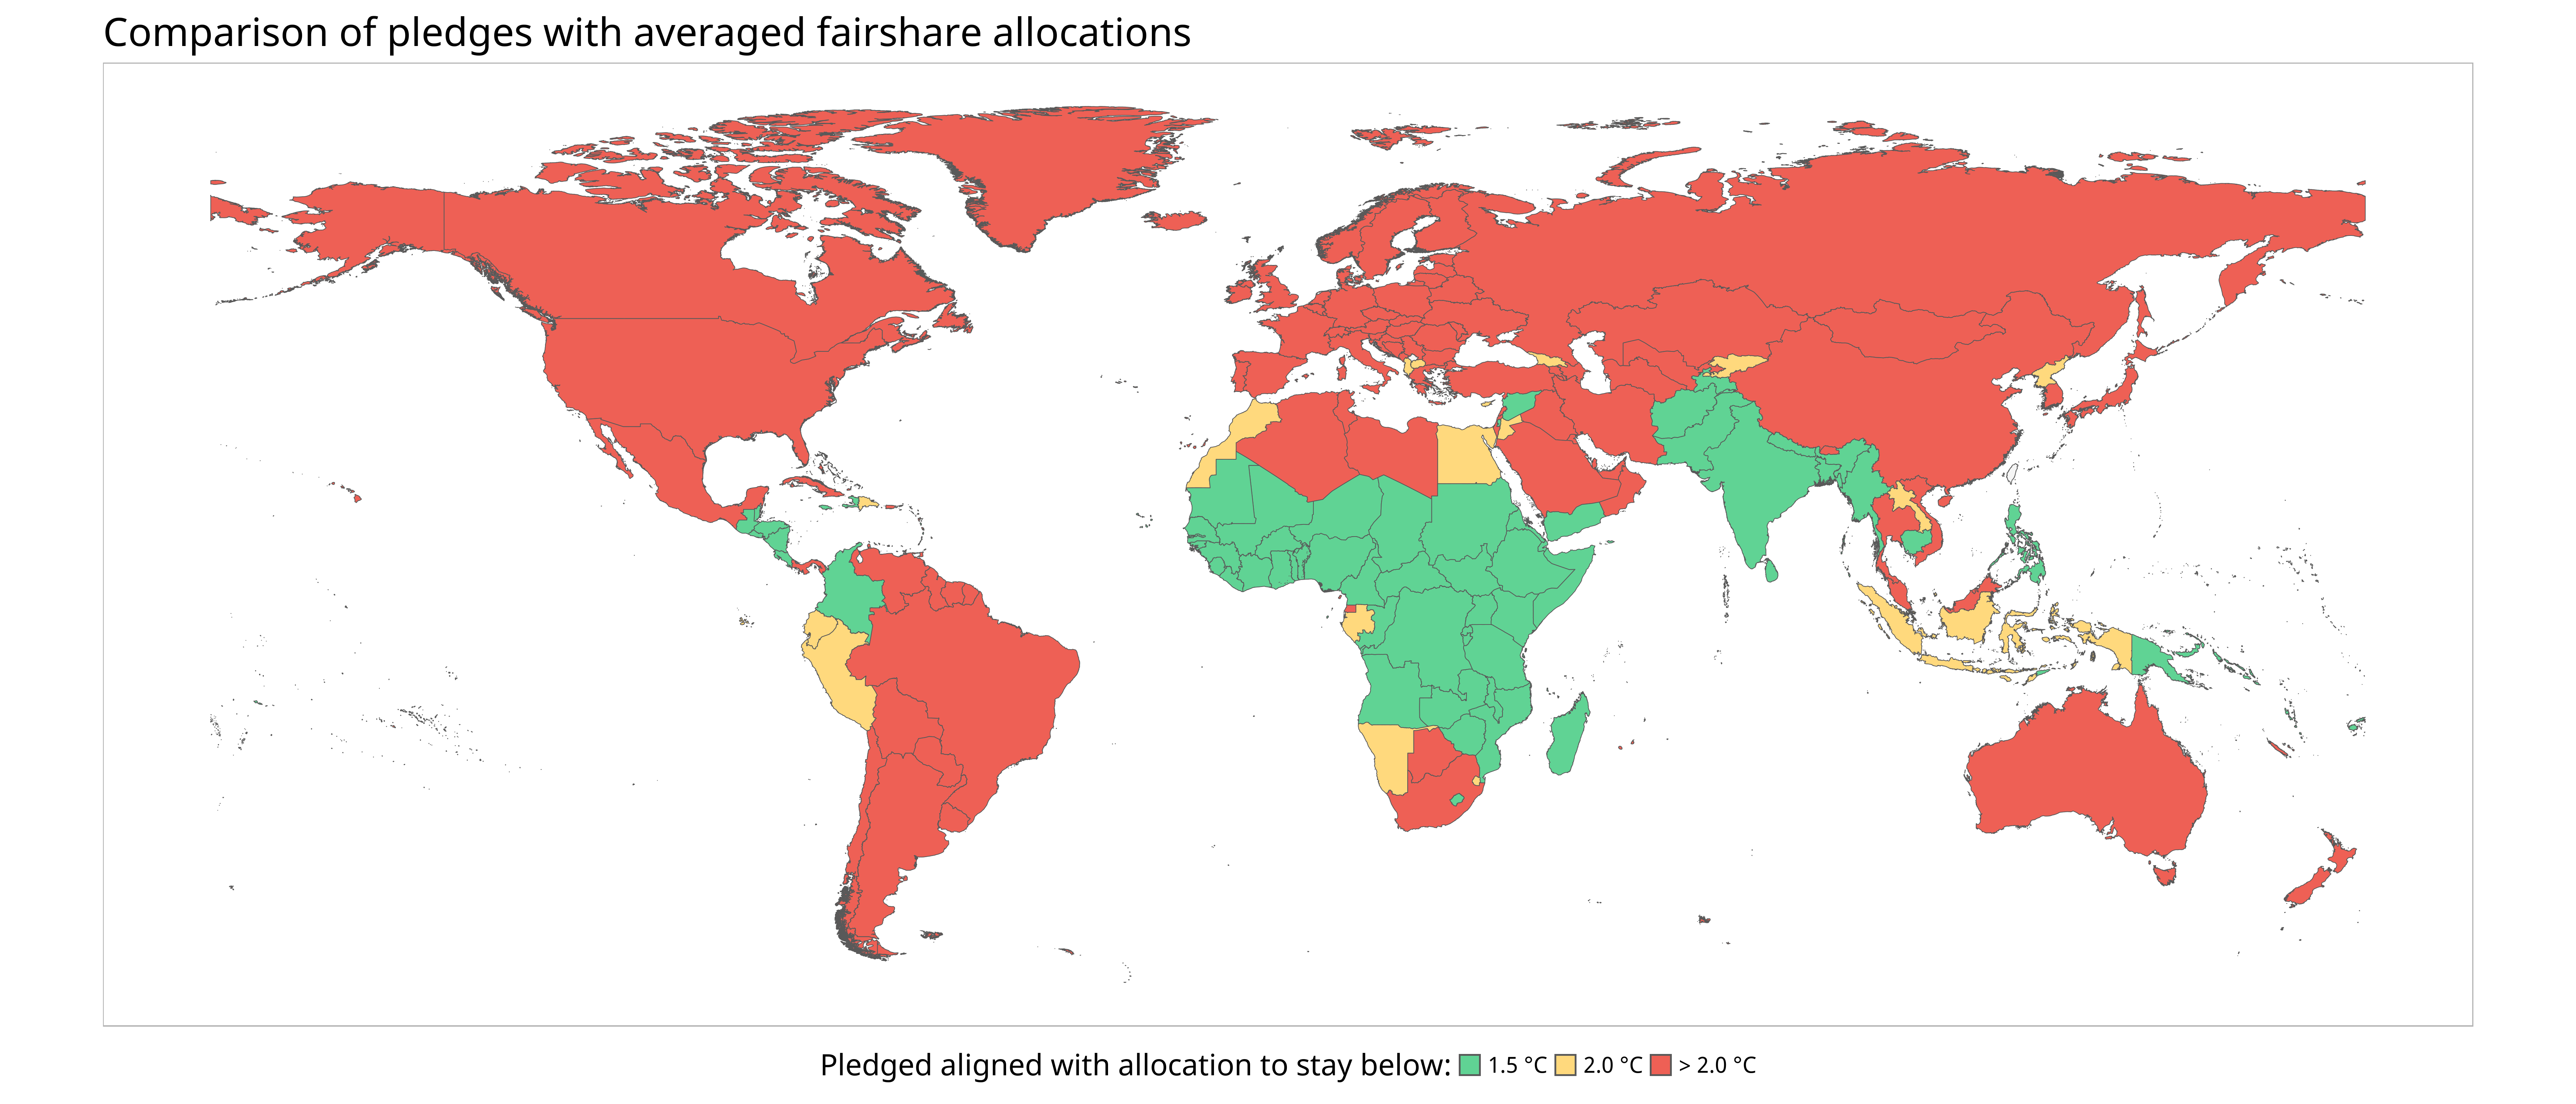 Comparison of pledges with averaged fairshare allocations
Pledged aligned with allocation to stay below: 1.5 °C 2.0 °C > 2.0 °C